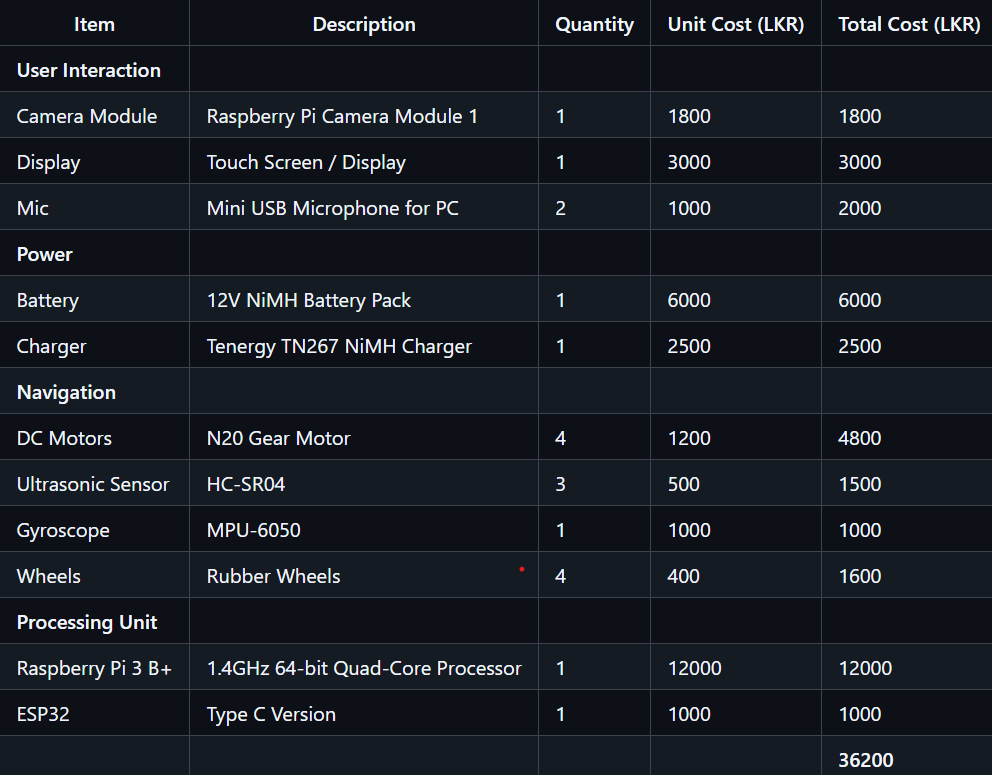 Item Description Quantity Unit Cost (LKR) Total Cost (LKR)
User Interaction
Camera Module Raspberry Pi Camera Module 1 1 1800 1800
Display Touch Screen / Display 1 3000 3000
Mic Mini USB Microphone for PC 2 1000 2000
Power
Battery 12V NiMH Battery Pack 1 6000 6000
Charger Tenergy TN267 NiMH Charger 1 2500 2500
Navigation
DC Motors N20 Gear Motor 4 1200 4800
Ultrasonic Sensor HC-SR04 3 500 1500
Gyroscope MPU-6050 1 1000 1000
Wheels Rubber Wheels 4 400 1600
Processing Unit
Raspberry Pi 3 B+ 1.4GHz 64-bit Quad-Core Processor 1 12000 12000
ESP32 Type C Version 1 1000 1000
36200